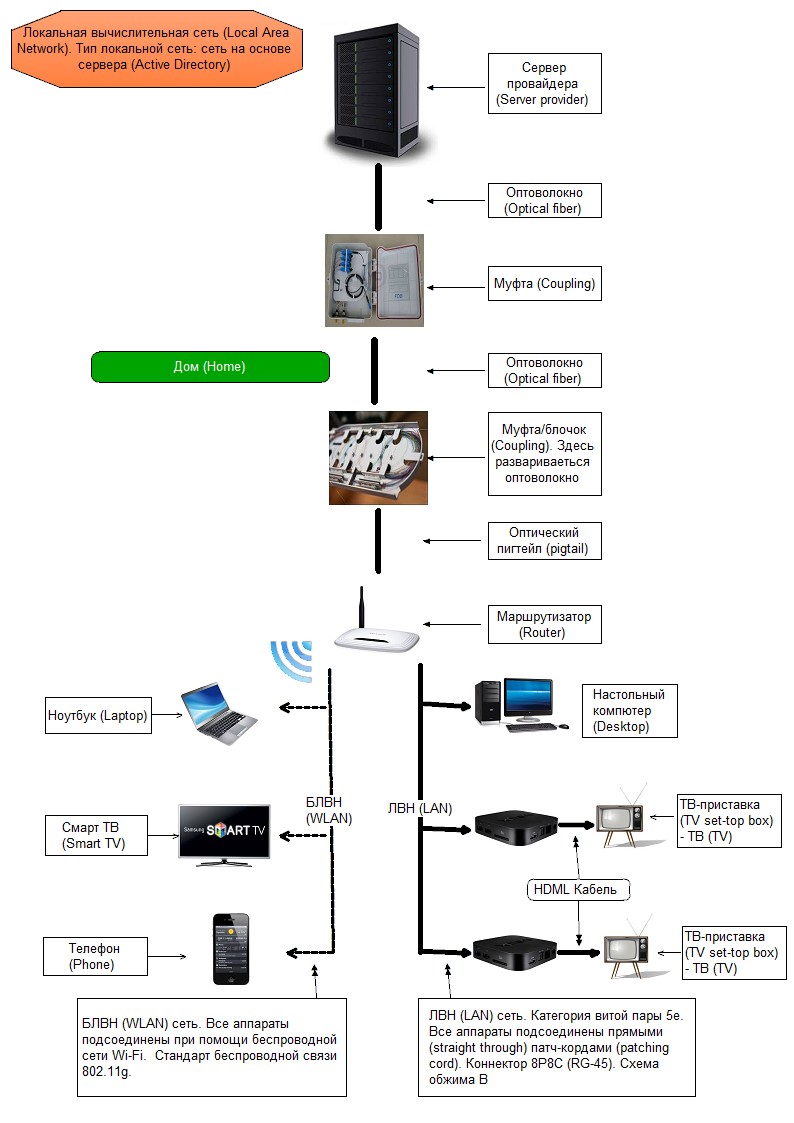 Локальная вычислительная сеть (Local Area
Network). Тип локальной сеть: сеть на основе
сервера (Active Directory)
Сервер
провайдера
(Server provider)
Оптоволокно
(Optical fiber)
Муфта (Coupling)
Дом (Home)
Оптоволокно
(Optical fiber)
Муфта/блочок
(Coupling). Здесь
развариваеться
оптоволокно
Оптический
пигтейл (pigtail)
Маршрутизатор
(Router)
Ноутбук (Laptop)
Настольный
компютер
(Desktop)
БЛВН
(WLAN)
ЛВН (LAN)
Смарт ТВ
(Smart TV)
Samsung SMART TV
ТВ-приставка
(TV set-top box)
- ТВ (TV)
HDML Кабель
Телефон
(Phone)
ТВ-приставка
(TV set-top box)
- ТВ (TV)
БЛВН (WLAN) сеть. Все аппараты
подсоединены при помощи беспроводной
сети Wi-Fi. Стандарт беспроводной связи
802.11g.
ЛВН (LAN) сеть. Категория витой пары 5е.
Все аппараты подсоединены прямыми
(straight through) патч-кордами (patching
cord). Коннектор 8P8C (RG-45). Схема
обжима В